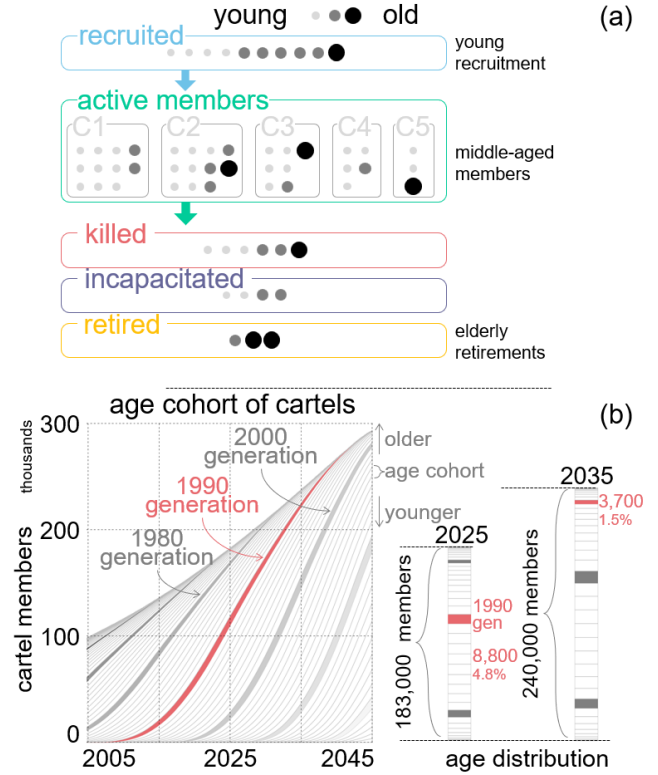 young old
(a)
recruited
young
recruitment
active members
C1 C2 C3 C4 C5
middle-aged
members
killed
incapacitated
retired
elderly
retirements
age cohort of cartels
(b)
300
200
100
0
thousands
cartel members
2000
generation
1990
generation
1980
generation
older
age cohort
younger
2005 2025 2045
2025
183,000 members
1990
gen
8,800
4.8%
2035
240,000 members
3,700
1.5%
age distribution